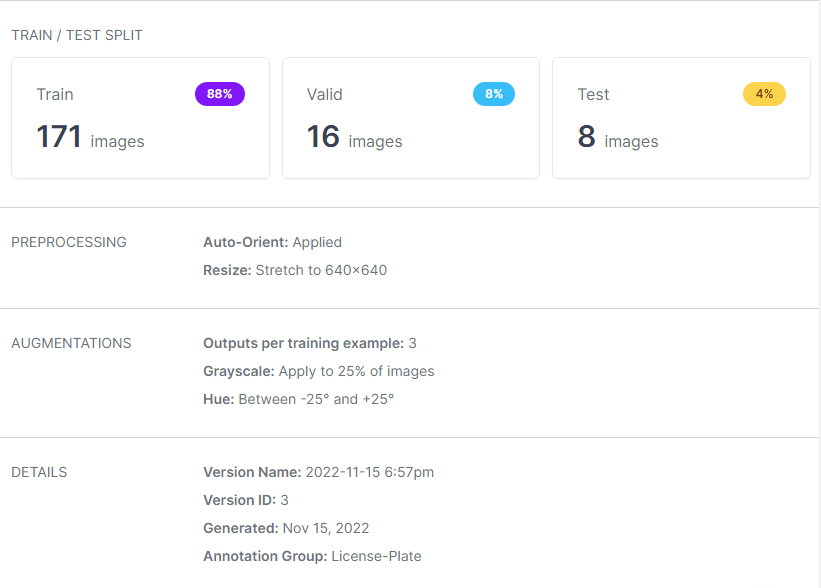 TRAIN / TEST SPLIT
Train 88%
171 images
Valid 8%
16 images
Test 4%
8 images
PREPROCESSING
Auto-Orient: Applied
Resize: Stretch to 640×640
AUGMENTATIONS
Outputs per training example: 3
Grayscale: Apply to 25% of images
Hue: Between -25° and +25°
DETAILS
Version Name: 2022-11-15 6:57pm
Version ID: 3
Generated: Nov 15, 2022
Annotation Group: License-Plate